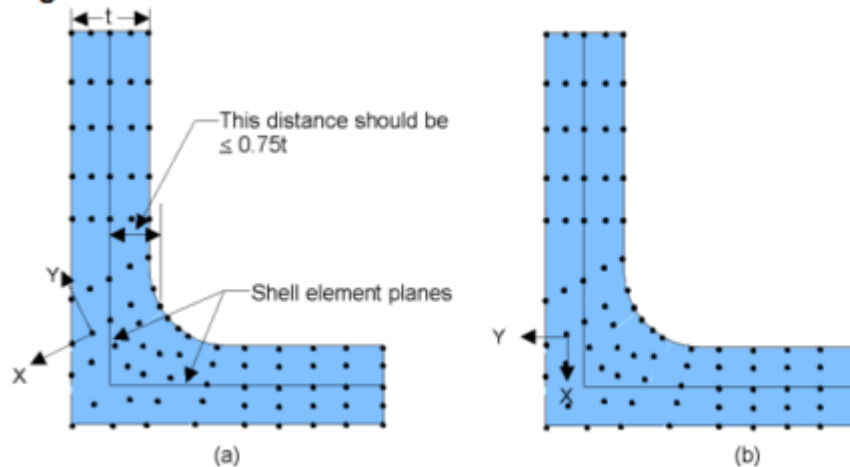 t
This distance should be
≤ 0.75t
Y
Shell element planes
X
Y
X
(a)
(b)